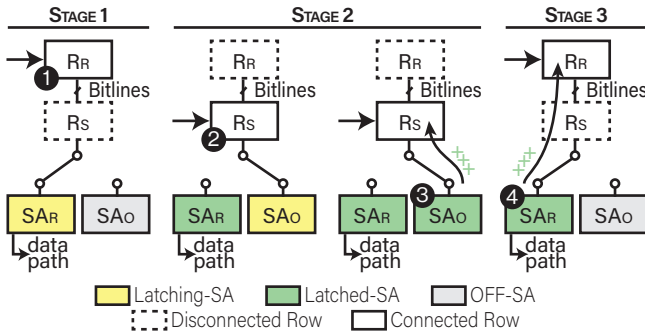 STAGE 1 STAGE 2 STAGE 3
RR RR RR RR
1
Bitlines Bitlines Bitlines
RS RS RS RS
2
+++ +++
3 4
SAR SAO SAR SAO SAR SAO SAR SAO
data path data path data path data path
Latching-SA Latched-SA OFF-SA
Disconnected Row Connected Row